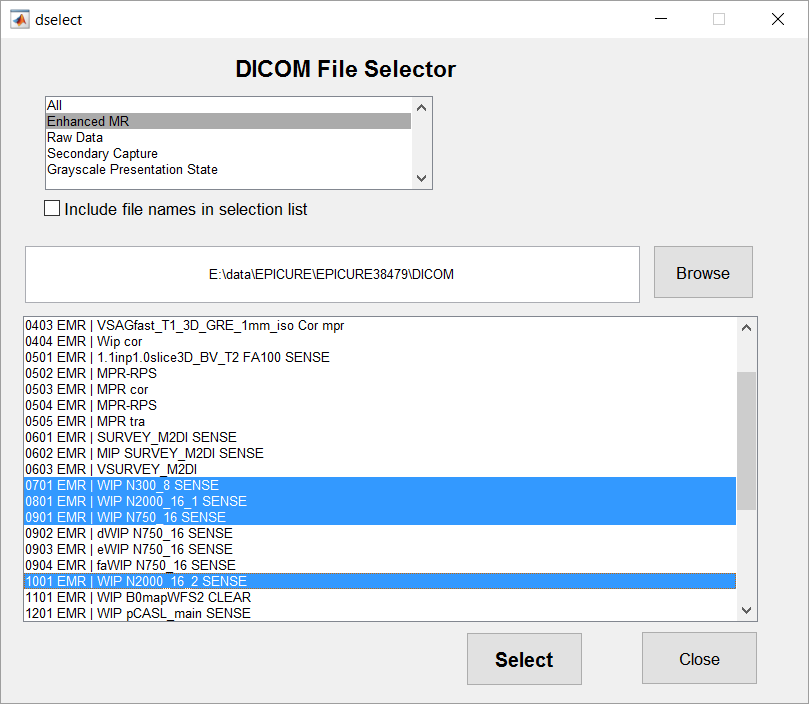 dselect
DICOM File Selector
All
Enhanced MR
Raw Data
Secondary Capture
Grayscale Presentation State
Include file names in selection list
E:\data\EPICURE\EPICURE38479\DICOM
Browse
0403 EMR | VSAGfast_T1_3D_GRE_1mm_iso Cor mpr
0404 EMR | Wip cor
0501 EMR | 1.1inp1.0slice3D_BV_T2 FA100 SENSE
0502 EMR | MPR-RPS
0503 EMR | MPR cor
0504 EMR | MPR-RPS
0505 EMR | MPR tra
0601 EMR | SURVEY_M2DI SENSE
0602 EMR | MIP SURVEY_M2DI SENSE
0603 EMR | VSURVEY_M2DI
0701 EMR | WIP N300_8 SENSE
0801 EMR | WIP N2000_16_1 SENSE
0901 EMR | WIP N750_16 SENSE
0902 EMR | dWIP N750_16 SENSE
0903 EMR | eWIP N750_16 SENSE
0904 EMR | faWIP N750_16 SENSE
1001 EMR | WIP N2000_16_2 SENSE
1101 EMR | WIP B0mapWFS2 CLEAR
1201 EMR | WIP pCASL_main SENSE
Select
Close